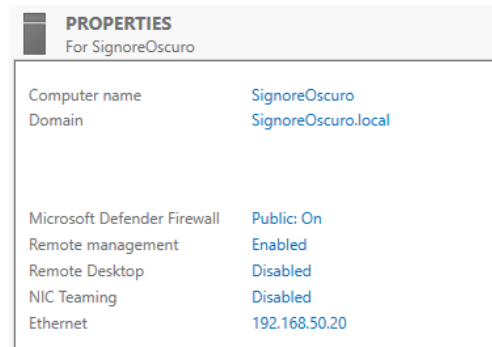 PROPERTIES
For SignoreOscuro
Computer name SignoreOscuro
Domain SignoreOscuro.local
Microsoft Defender Firewall Public: On
Remote management Enabled
Remote Desktop Disabled
NIC Teaming Disabled
Ethernet 192.168.50.20